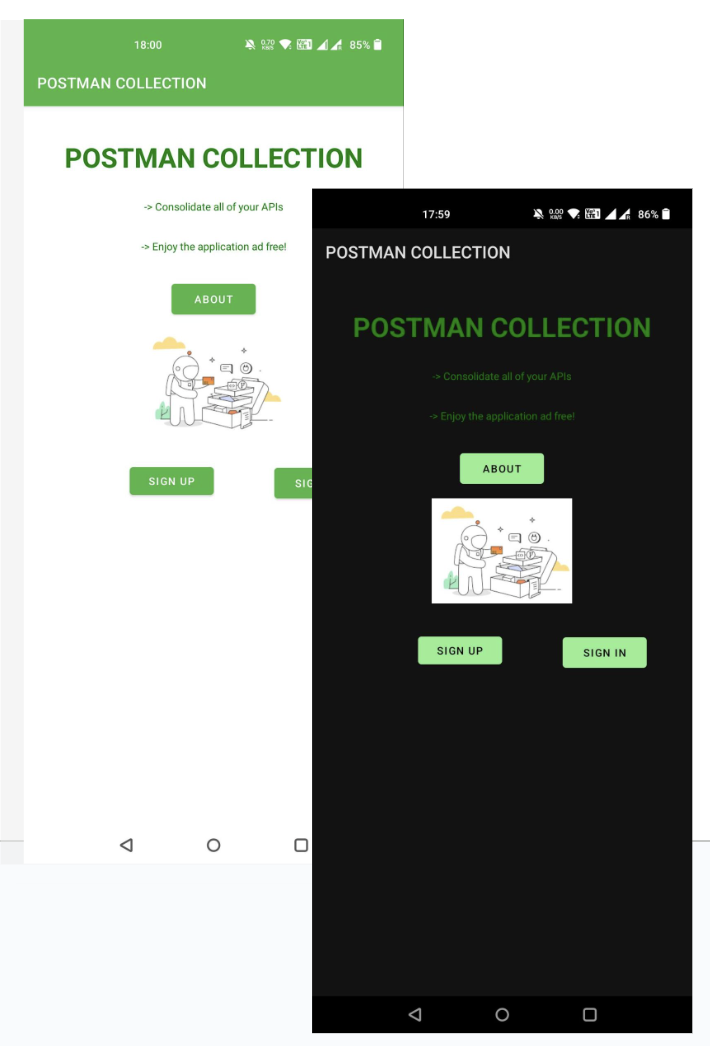 18:00 0.70 KB/S 85%
POSTMAN COLLECTION
POSTMAN COLLECTION
-> Consolidate all of your APIs
-> Enjoy the application ad free!
ABOUT
SIGN UP
SIG
17:59 0.00 KB/S R 86%
POSTMAN COLLECTION
POSTMAN COLLECTION
-> Consolidate all of your APIs
-> Enjoy the application ad free!
ABOUT
SIGN UP
SIGN IN